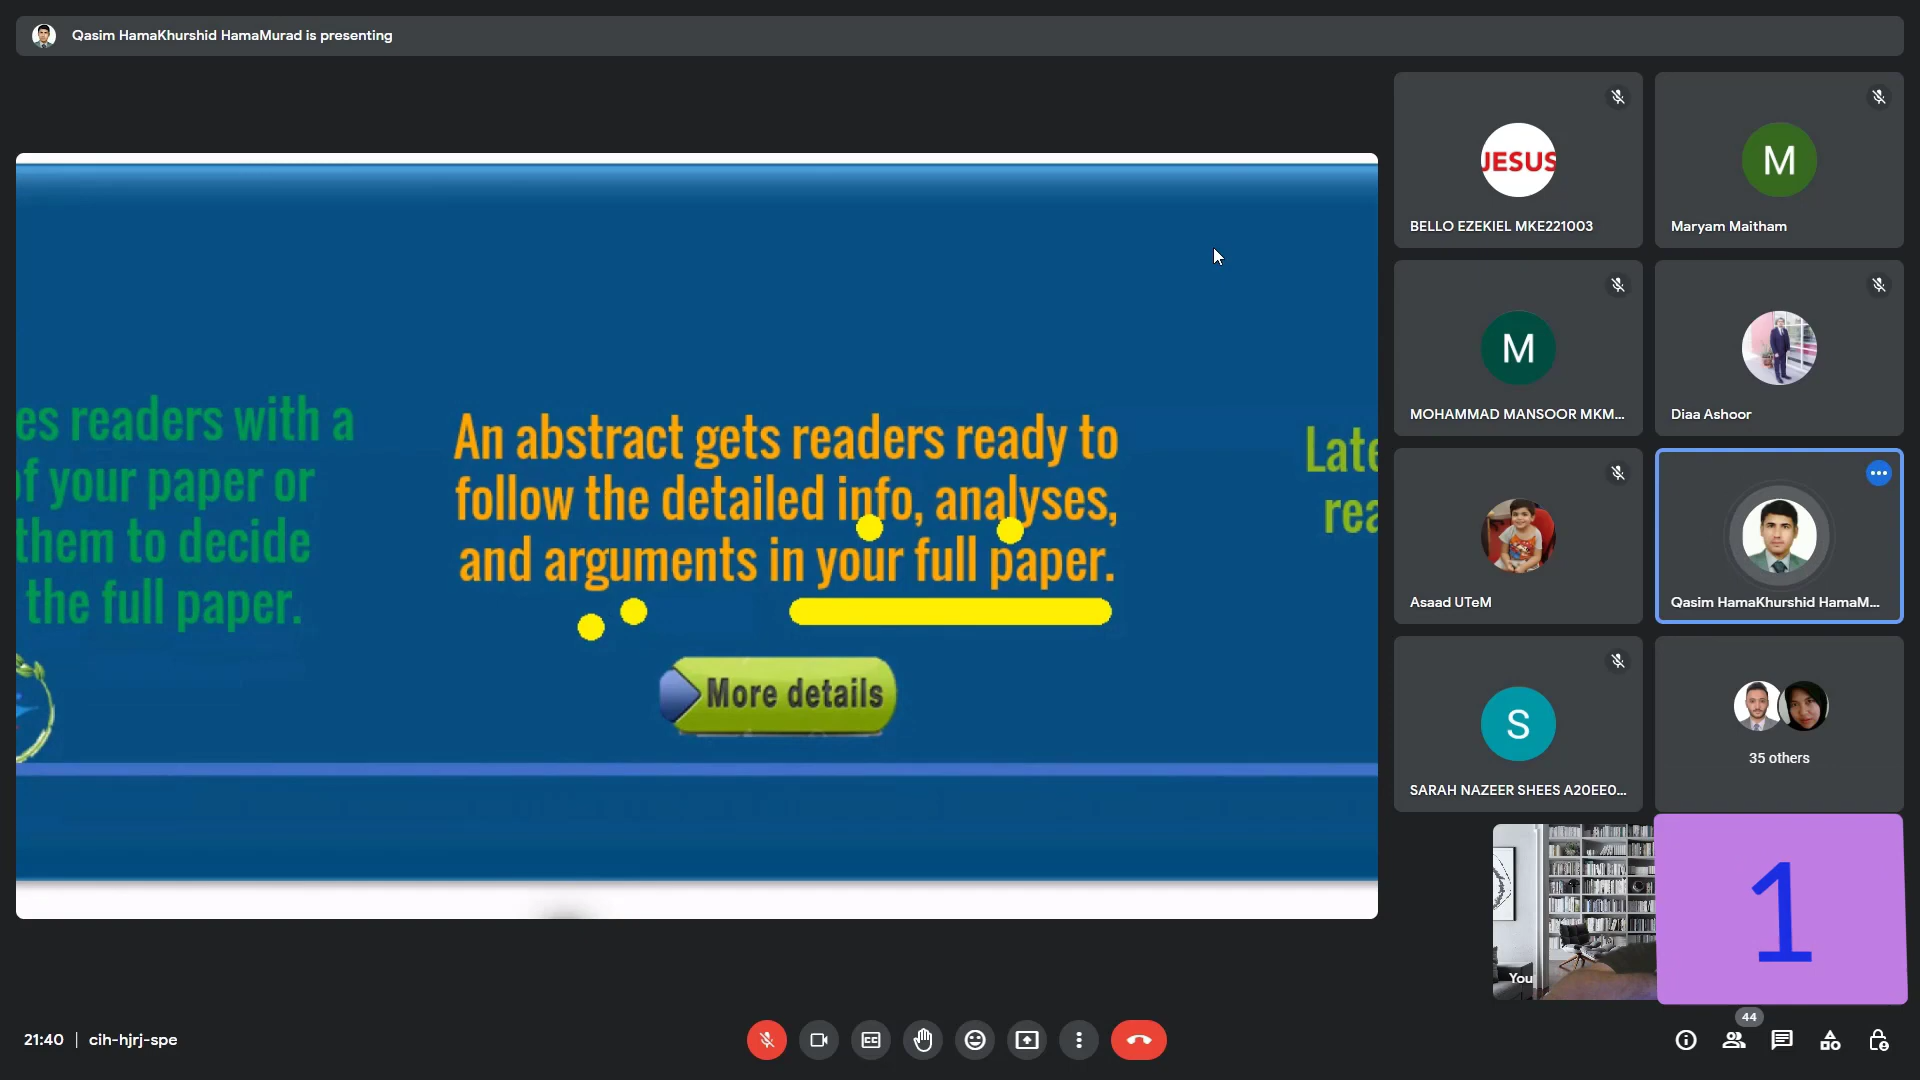 Qasim HamaKhurshid HamaMurad is presenting
es readers with a
of your paper or
them to decide
the full paper.
An abstract gets readers ready to
follow the detailed info, analyses,
and arguments in your full paper.
More details
Late
rea
JESUS
BELLO EZEKIEL MKE221003
M
Maryam Maitham
M
MOHAMMAD MANSOOR MKM...
Diaa Ashoor
Asaad UTeM
Qasim HamaKhurshid HamaM...
S
SARAH NAZEER SHEES A20EE0...
35 others
You
1
21:40 | cih-hjrj-spe
CC
44